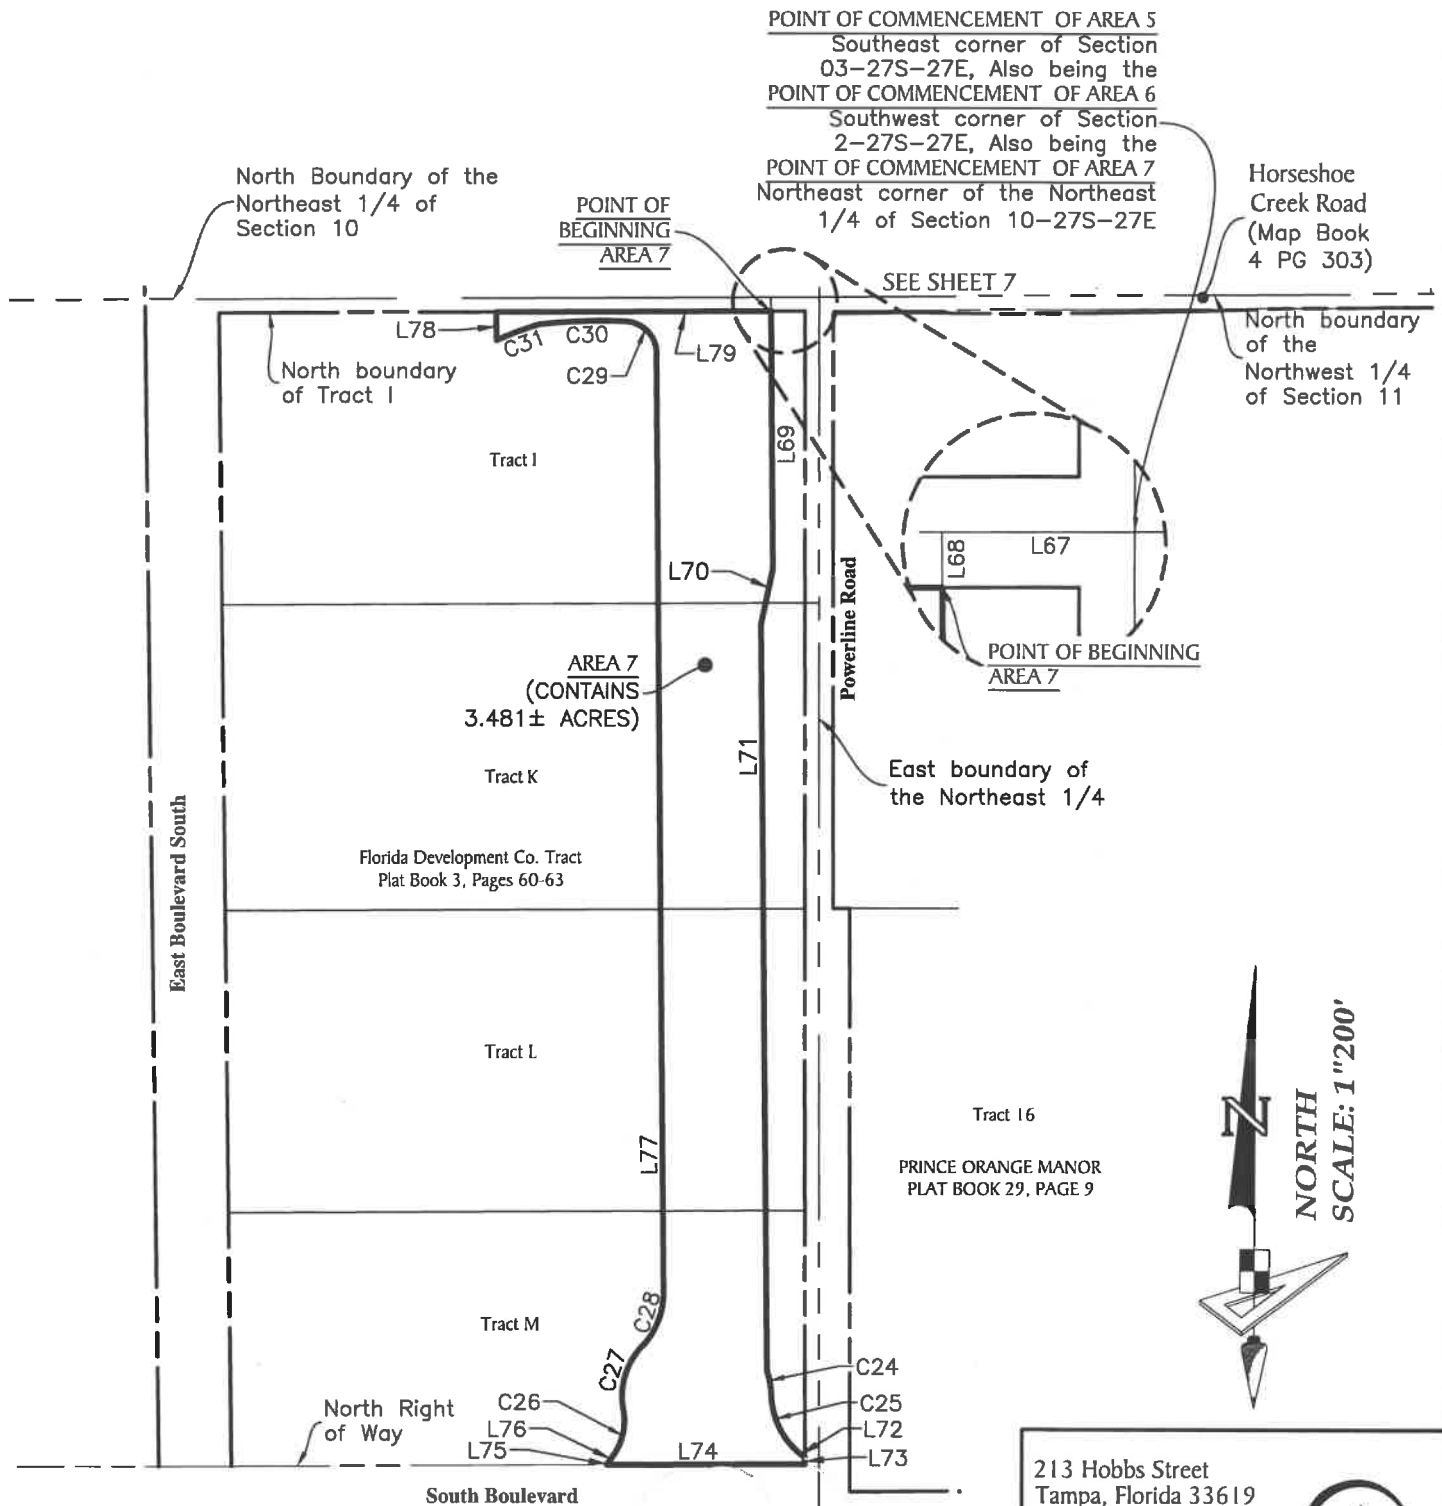 POINT OF COMMENCEMENT OF AREA 5
Southeast corner of Section
03-27S-27E, Also being the
POINT OF COMMENCEMENT OF AREA 6
Southwest corner of Section
2-27S-27E, Also being the
POINT OF COMMENCEMENT OF AREA 7
Northeast corner of the Northeast
1/4 of Section 10-27S-27E
North Boundary of the
Northeast 1/4 of
Section 10
POINT OF
BEGINNING
AREA 7
Horseshoe
Creek Road
(Map Book
4 PG 303)
SEE SHEET 7
L78
C31
C30
C29
L79
North boundary
of Tract I
North boundary
of the
Northwest 1/4
of Section 11
Tract I
L69
L68
L67
L70
Powerline Road
POINT OF BEGINNING
AREA 7
AREA 7
(CONTAINS
3.481± ACRES)
L71
Tract K
East boundary of
the Northeast 1/4
East Boulevard South
Florida Development Co. Tract
Plat Book 3, Pages 60-63
Tract L
L77
Tract 16
PRINCE ORANGE MANOR
PLAT BOOK 29, PAGE 9
N
NORTH
SCALE: 1"200'
Tract M
C28
C27
C26
L76
L75
C24
C25
L72
L73
L74
North Right
of Way
South Boulevard
213 Hobbs Street
Tampa, Florida 33619